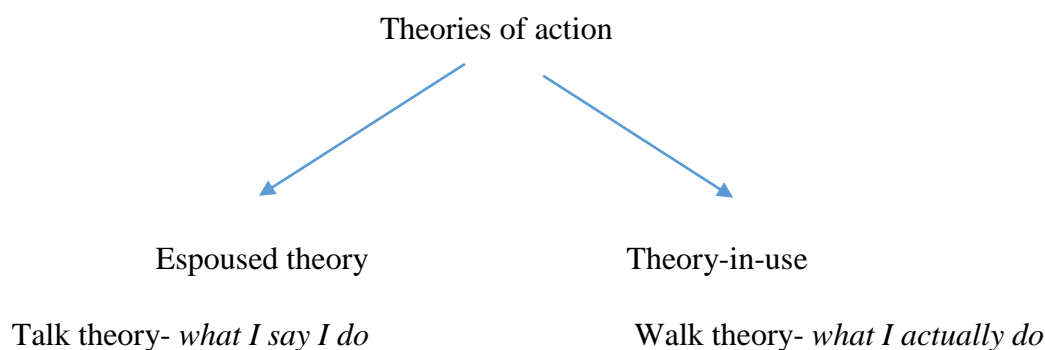 Theories of action
Espoused theory
Theory-in-use
Talk theory- what I say I do
Walk theory- what I actually do